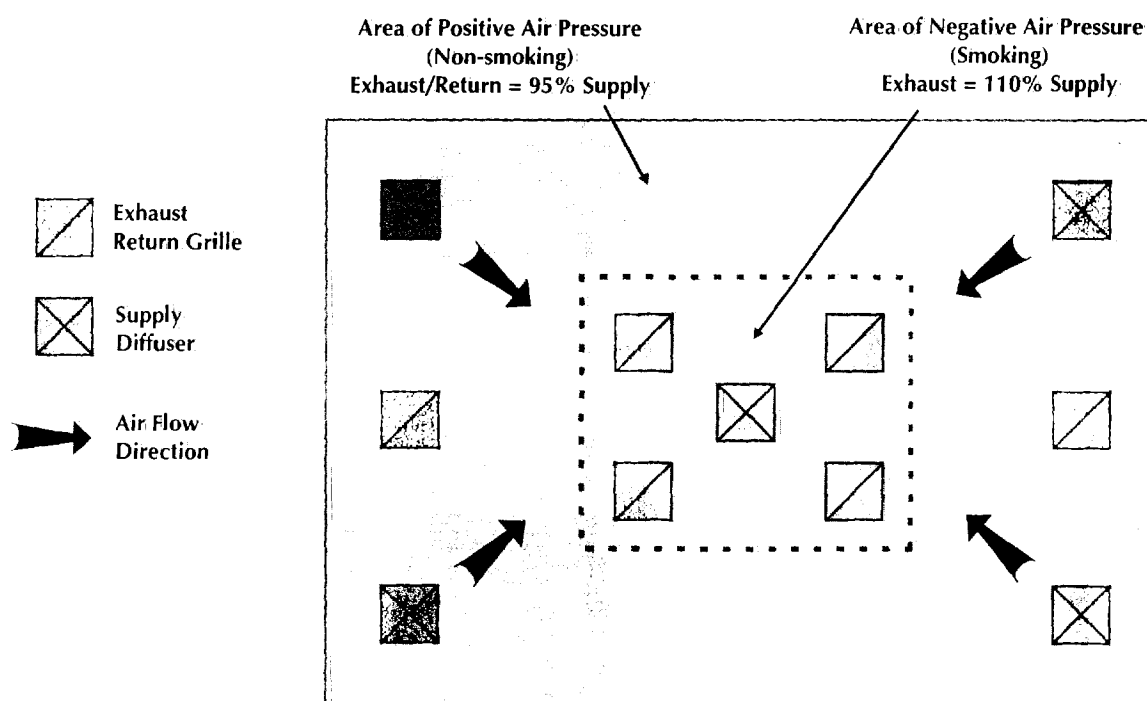 Area of Positive Air Pressure
(Non-smoking)
Exhaust/Return = 95% Supply
Area of Negative Air Pressure
(Smoking)
Exhaust = 110% Supply
Exhaust
Return Grille
Supply
Diffuser
Air Flow
Direction